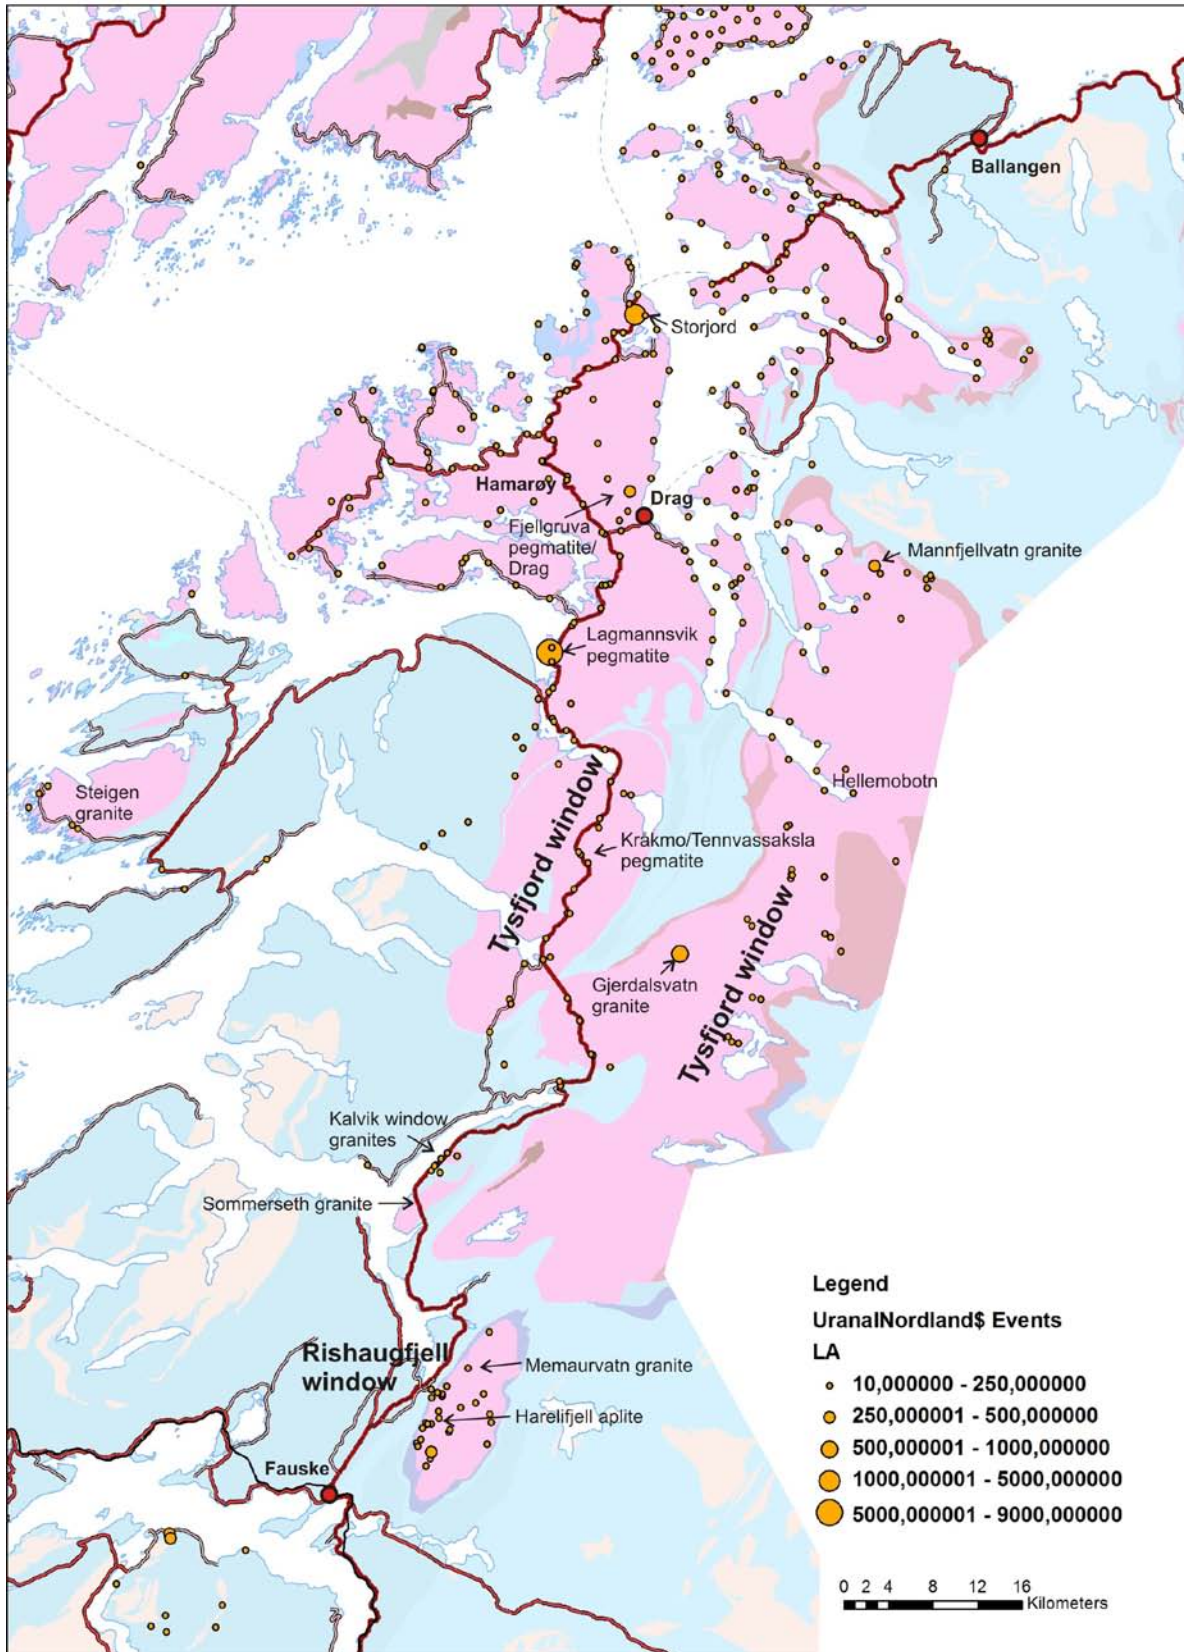 Ballangen
Storjord
Hamarøy
Drag
Fjellgruva
pegmatite/
Drag
Mannfjellvatn granite
Lagmannsvik
pegmatite
Steigen
granite
Hellemobotn
Tysfjord window
Kråkmo/Tennvassaksla
pegmatite
Gjerdalsvatn
granite
Tysfjord window
Kalvik window
granites
Sommerseth granite
Rishaugfjell
window
Memaurvatn granite
Harelifjell aplite
Fauske
Legend
UranalNordland$ Events
LA
10,000000 - 250,000000
250,000001 - 500,000000
500,000001 - 1000,000000
1000,000001 - 5000,000000
5000,000001 - 9000,000000
0 2 4 8 12 16
Kilometers